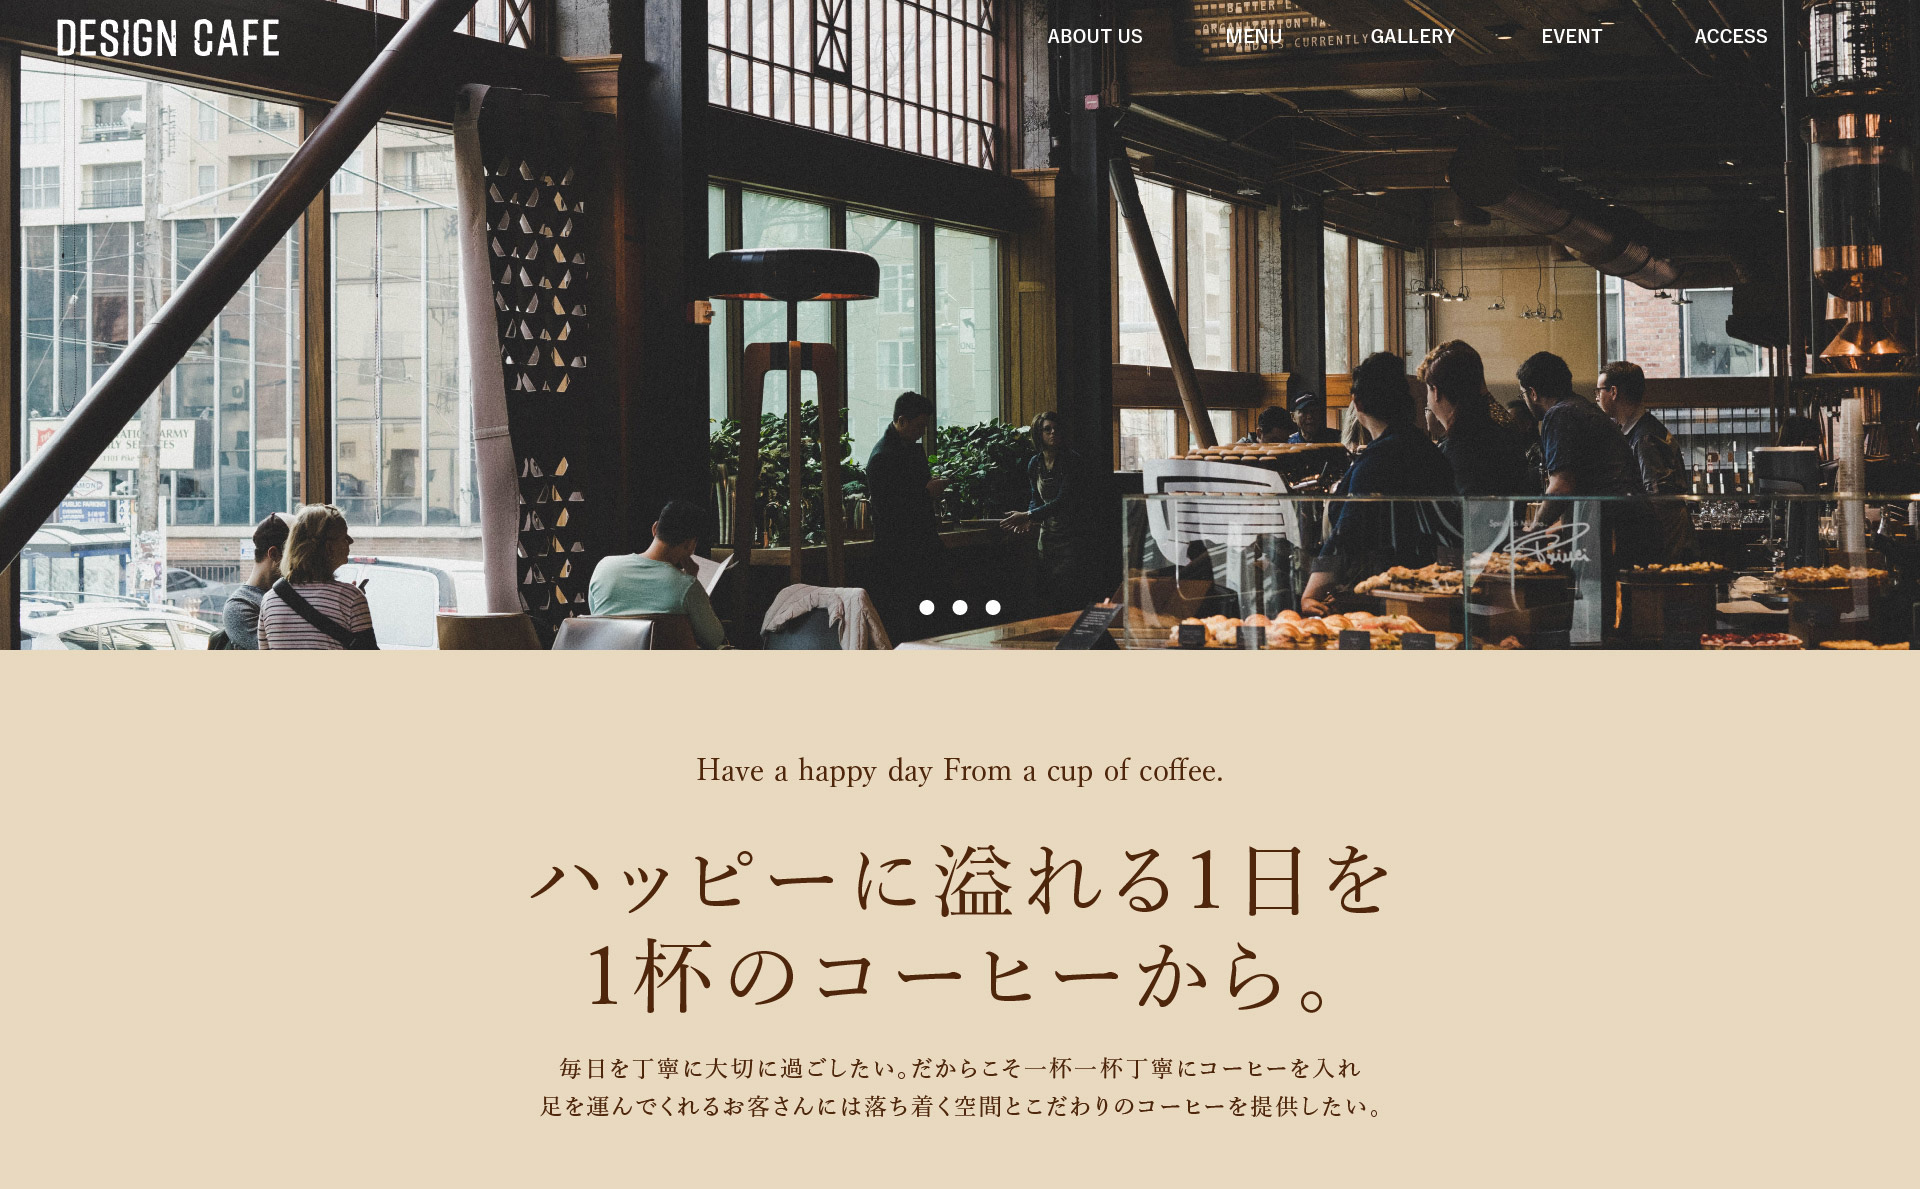 DESIGN CAFE
ABOUT US
MENU
GALLERY
EVENT
ACCESS
AND IS CURRENTLY
Have a happy day From a cup of coffee.
ハッピーに溢れる1日を
1杯のコーヒーから。
毎日を丁寧に大切に過ごしたい。だからこそ一杯一杯丁寧にコーヒーを入れ
足を運んでくれるお客さんには落ち着く空間とこだわりのコーヒーを提供したい。